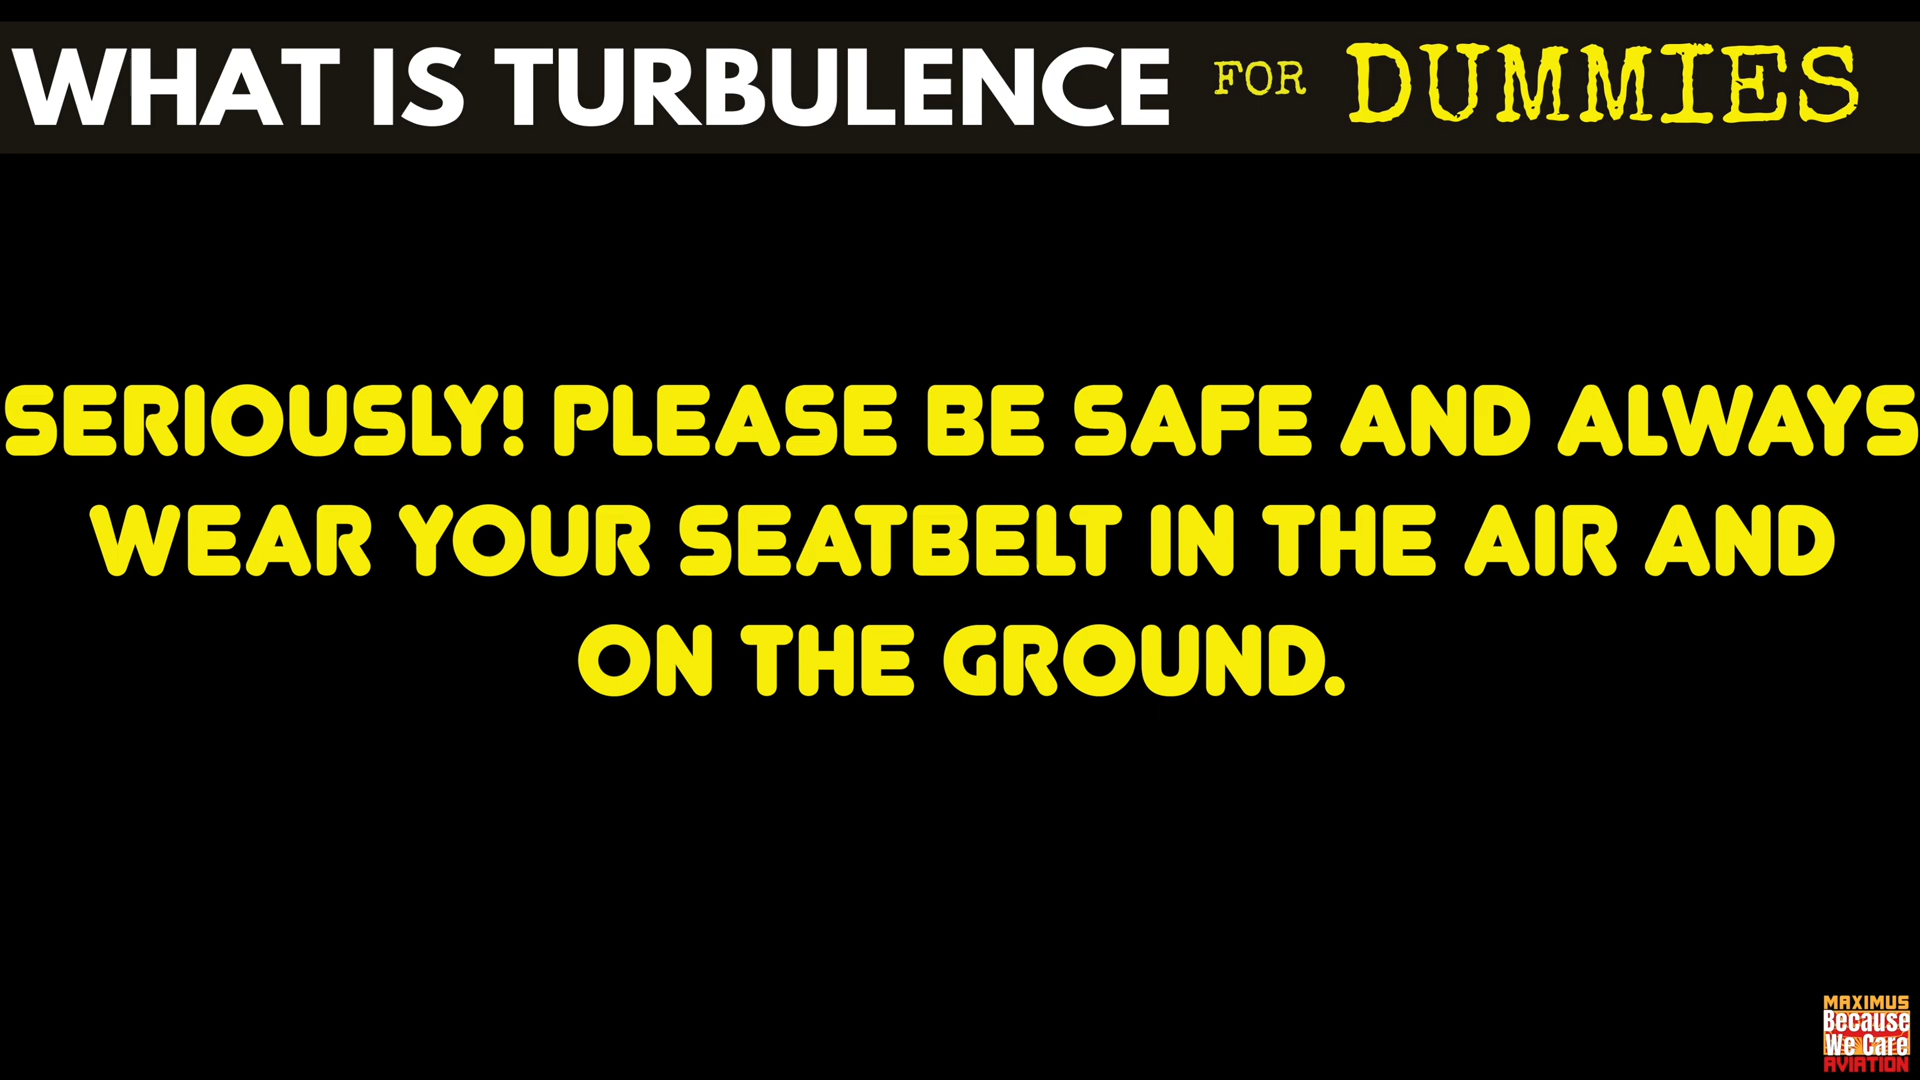 WHAT IS TURBULENCE FOR DUMMIES
SERIOUSLY! PLEASE BE SAFE AND ALWAYS
WEAR YOUR SEATBELT IN THE AIR AND
ON THE GROUND.
MAXIMUS
Because
We Care
AVIATION